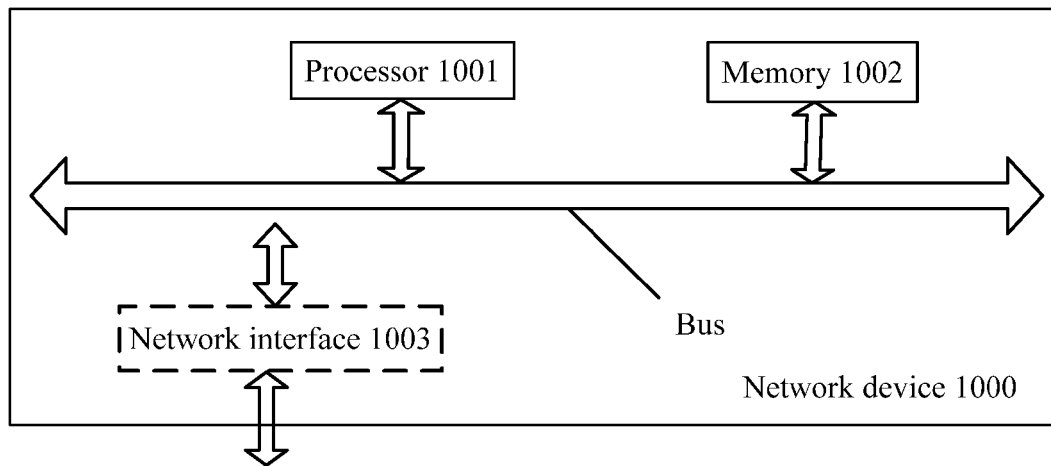 Processor 1001
Memory 1002
Network interface 1003
Bus
Network device 1000